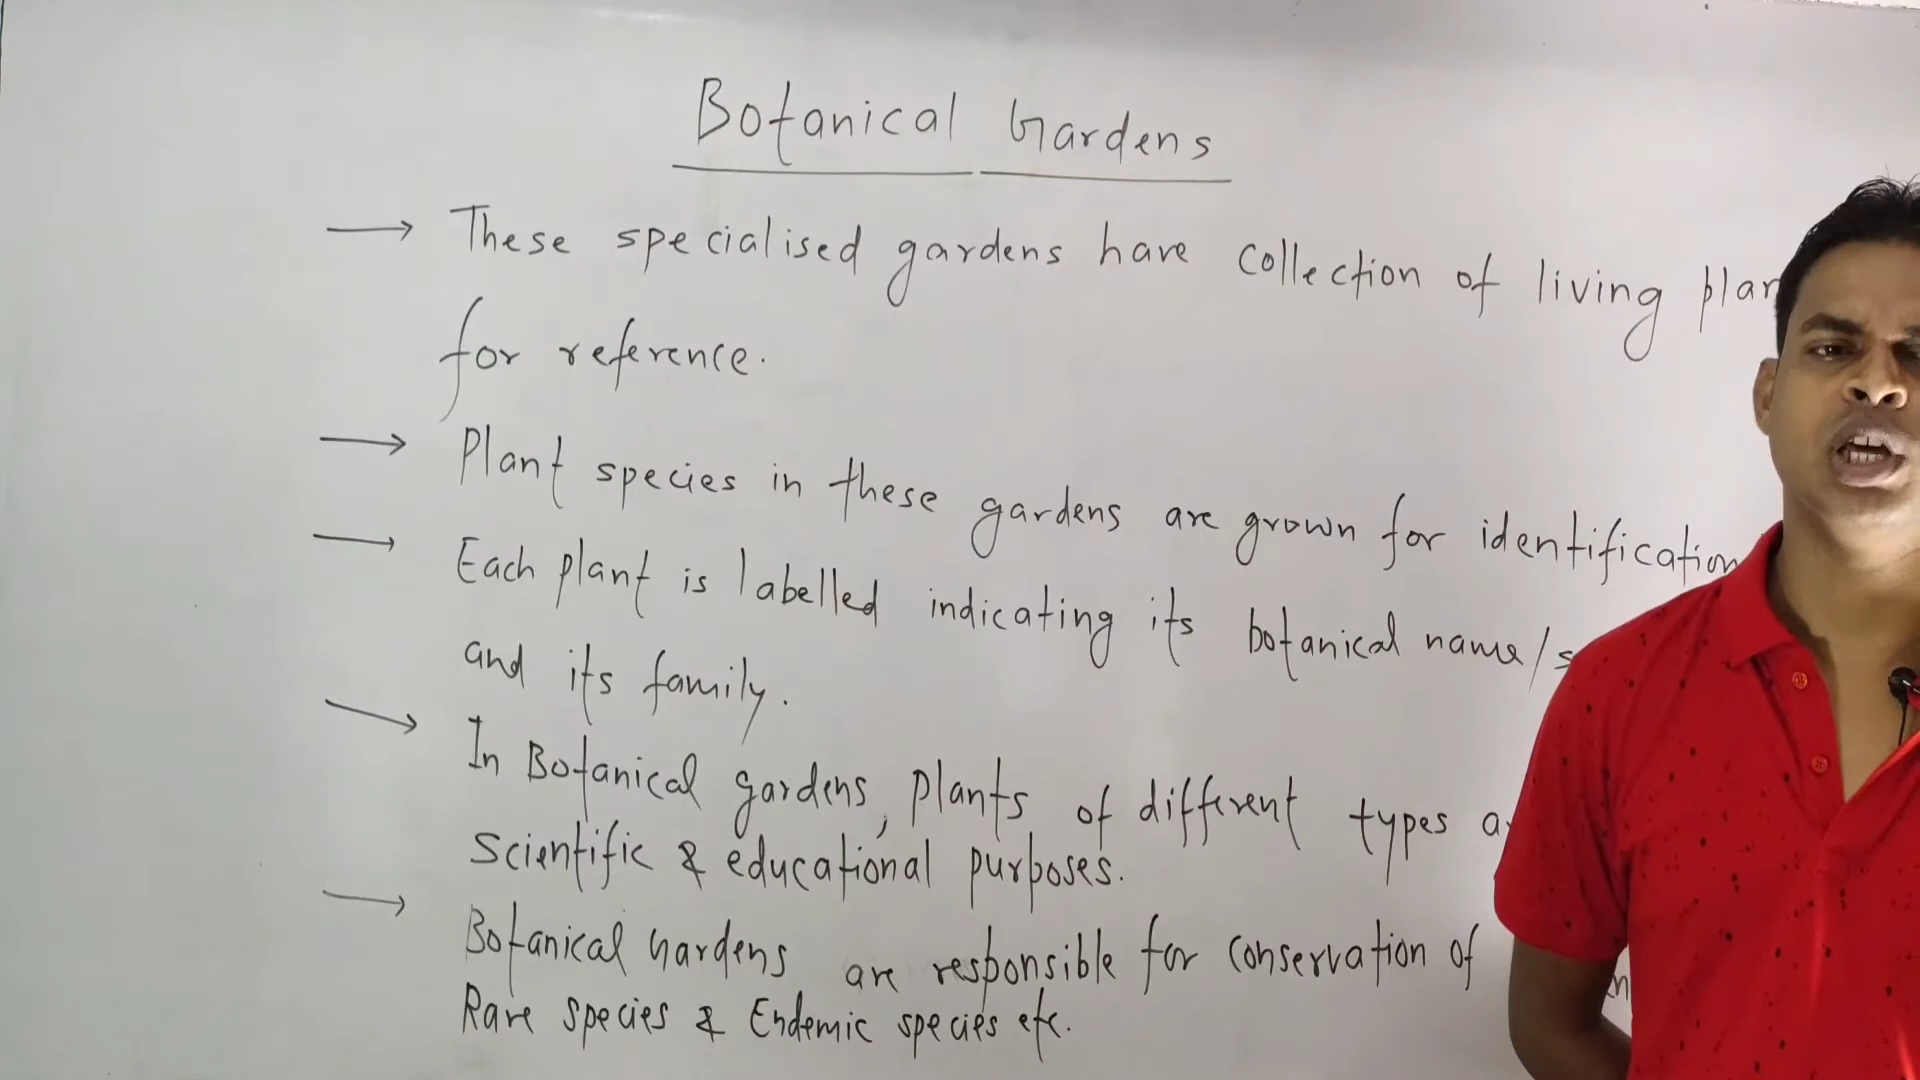 Botanical Gardens
→ These specialised gardens have collection of living
for reference.
→ Plant species in these gardens are grown for identification
→ Each plant is labelled indicating its botanical name/
and its family.
→ In Botanical gardens, plants of different types
Scientific & educational purposes.
→ Botanical Gardens are responsible for conservation of
Rare species & Endemic species etc.